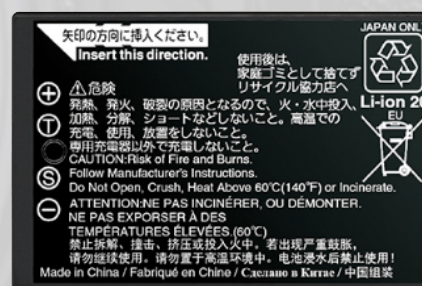 矢印の方向に挿入ください。
Insert this direction.
JAPAN ONL
使用後は、
家庭ゴミとして捨てず
リサイクル協力店へ
Li-ion 20
EU
⚠危険
発熱、発火、破裂の原因となるので、火・水中投入、
加熱、分解、ショートなどしないこと。高温での
充電、使用、放置をしないこと。
専用充電器以外で充電しないこと。
CAUTION:Risk of Fire and Burns.
Follow Manufacturer's Instructions.
Do Not Open, Crush, Heat Above 60℃(140℉) or Incinerate.
ATTENTION:NE PAS INCINÉRER, OU DÉMONTER.
NE PAS EXPORSER À DES
TEMPÉRATURES ÉLEVÉES.(60℃)
禁止拆解、撞击、挤压或投入火中。若出现严重鼓胀，
请勿继续使用。请勿置于高温环境中。电池浸水后禁止使用！
Made in China / Fabriqué en Chine / Сделано в Китае / 中国组装
⊕
Ⓣ
Ⓢ
⊖